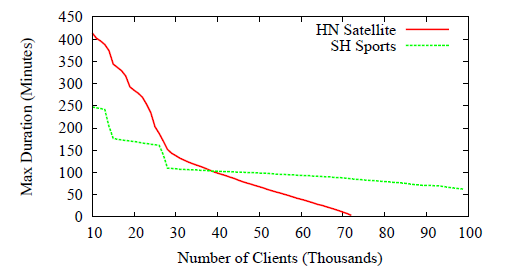 450
400
350
300
250
200
150
100
50
0
Max Duration (Minutes)
HN Satellite
SH Sports
10 20 30 40 50 60 70 80 90 100
Number of Clients (Thousands)